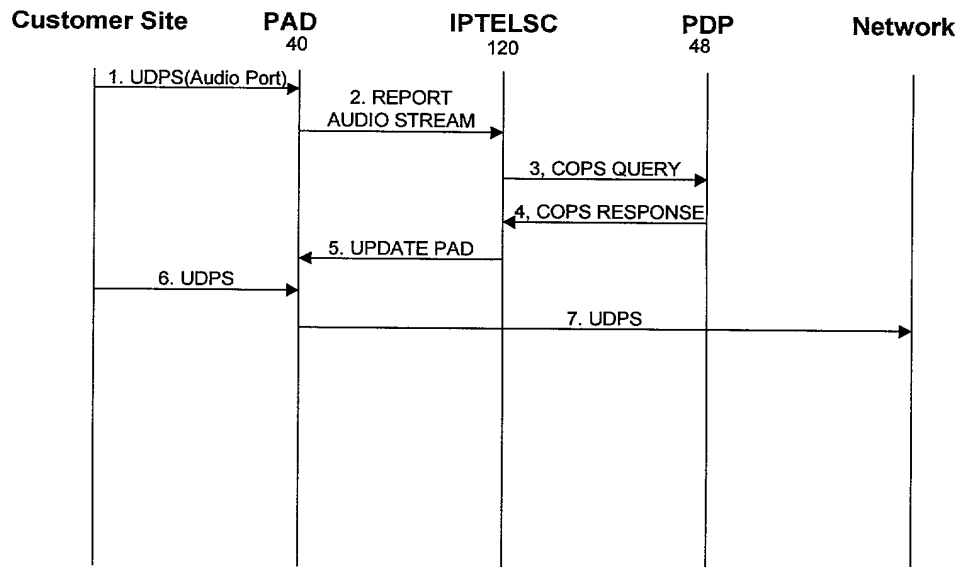 Customer Site PAD IPTELSC PDP Network
40 120 48
1. UDPS(Audio Port)
2. REPORT
AUDIO STREAM
3, COPS QUERY
4, COPS RESPONSE
5. UPDATE PAD
6. UDPS
7. UDPS